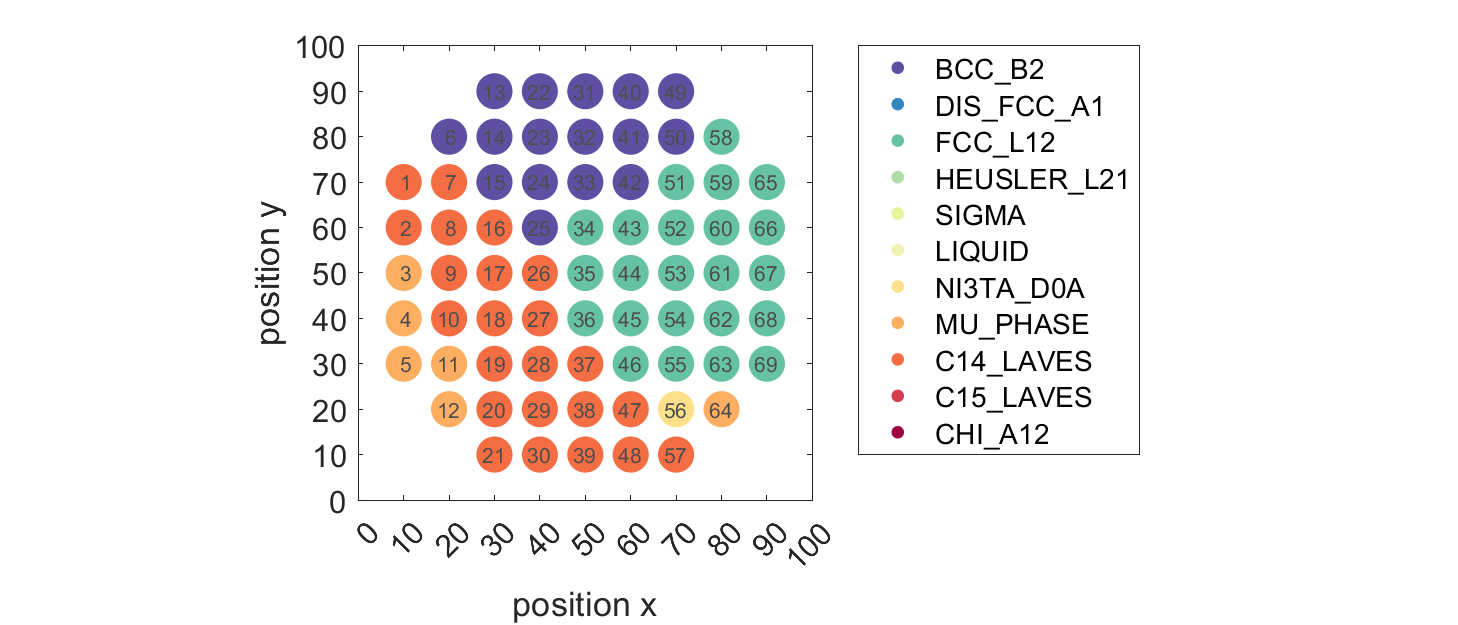 100
90
80
70
60
50
40
30
20
10
0
position y
13 22 31 40 49
6 14 23 32 41 50 58
1 7 15 24 33 42 51 59 65
2 8 16 25 34 43 52 60 66
3 9 17 26 35 44 53 61 67
4 10 18 27 36 45 54 62 68
5 11 19 28 37 46 55 63 69
12 20 29 38 47 56 64
21 30 39 48 57
0 10 20 30 40 50 60 70 80 90 100
position x
BCC_B2
DIS_FCC_A1
FCC_L12
HEUSLER_L21
SIGMA
LIQUID
NI3TA_D0A
MU_PHASE
C14_LAVES
C15_LAVES
CHI_A12